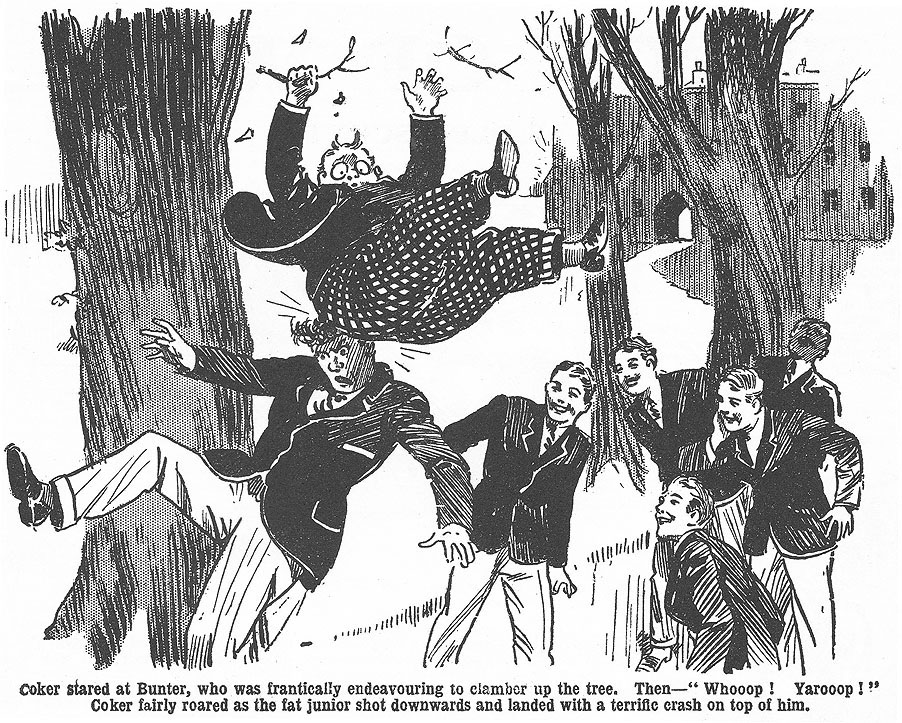 Coker stared at Bunter, who was frantically endeavouring to clamber up the tree. Then—“ Whooop ! Yarooop ! ”
Coker fairly roared as the fat junior shot downwards and landed with a terrific crash on top of him.